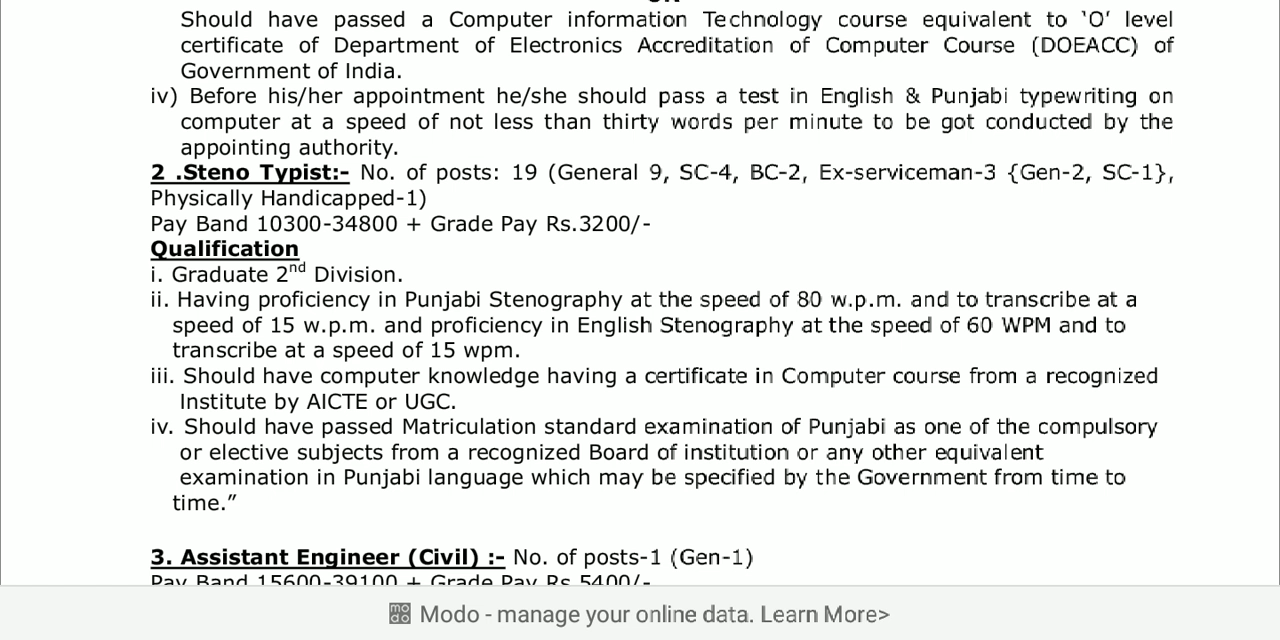 Should have passed a Computer information Technology course equivalent to 'O' level
certificate of Department of Electronics Accreditation of Computer Course (DOEACC) of
Government of India.
iv) Before his/her appointment he/she should pass a test in English & Punjabi typewriting on
computer at a speed of not less than thirty words per minute to be got conducted by the
appointing authority.
2 .Steno Typist:- No. of posts: 19 (General 9, SC-4, BC-2, Ex-serviceman-3 {Gen-2, SC-1},
Physically Handicapped-1)
Pay Band 10300-34800 + Grade Pay Rs.3200/-
Qualification
i. Graduate 2nd Division.
ii. Having proficiency in Punjabi Stenography at the speed of 80 w.p.m. and to transcribe at a
speed of 15 w.p.m. and proficiency in English Stenography at the speed of 60 WPM and to
transcribe at a speed of 15 wpm.
iii. Should have computer knowledge having a certificate in Computer course from a recognized
Institute by AICTE or UGC.
iv. Should have passed Matriculation standard examination of Punjabi as one of the compulsory
or elective subjects from a recognized Board of institution or any other equivalent
examination in Punjabi language which may be specified by the Government from time to
time."
3. Assistant Engineer (Civil) :- No. of posts-1 (Gen-1)
Pay Band 15600-39100 + Grade Pay Rs 5400/-
modo Modo - manage your online data. Learn More>